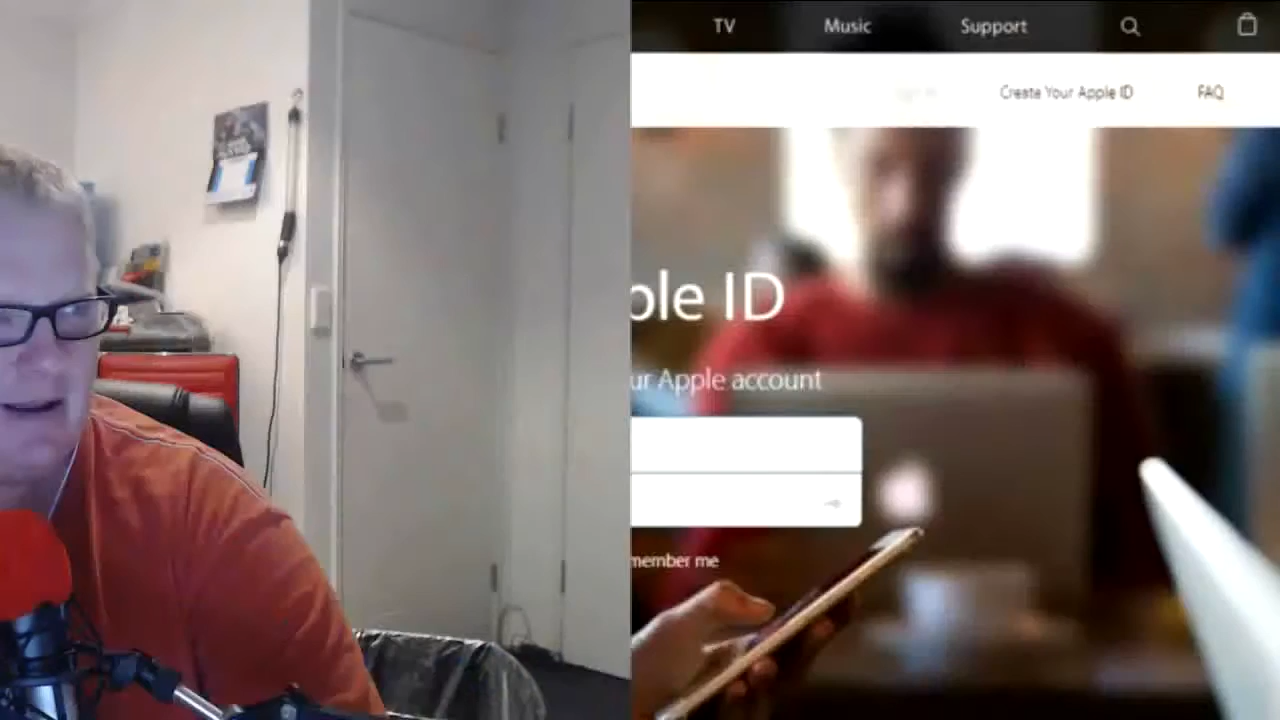 TV Music Support
Create Your Apple ID FAQ
ple ID
ur Apple account
member me